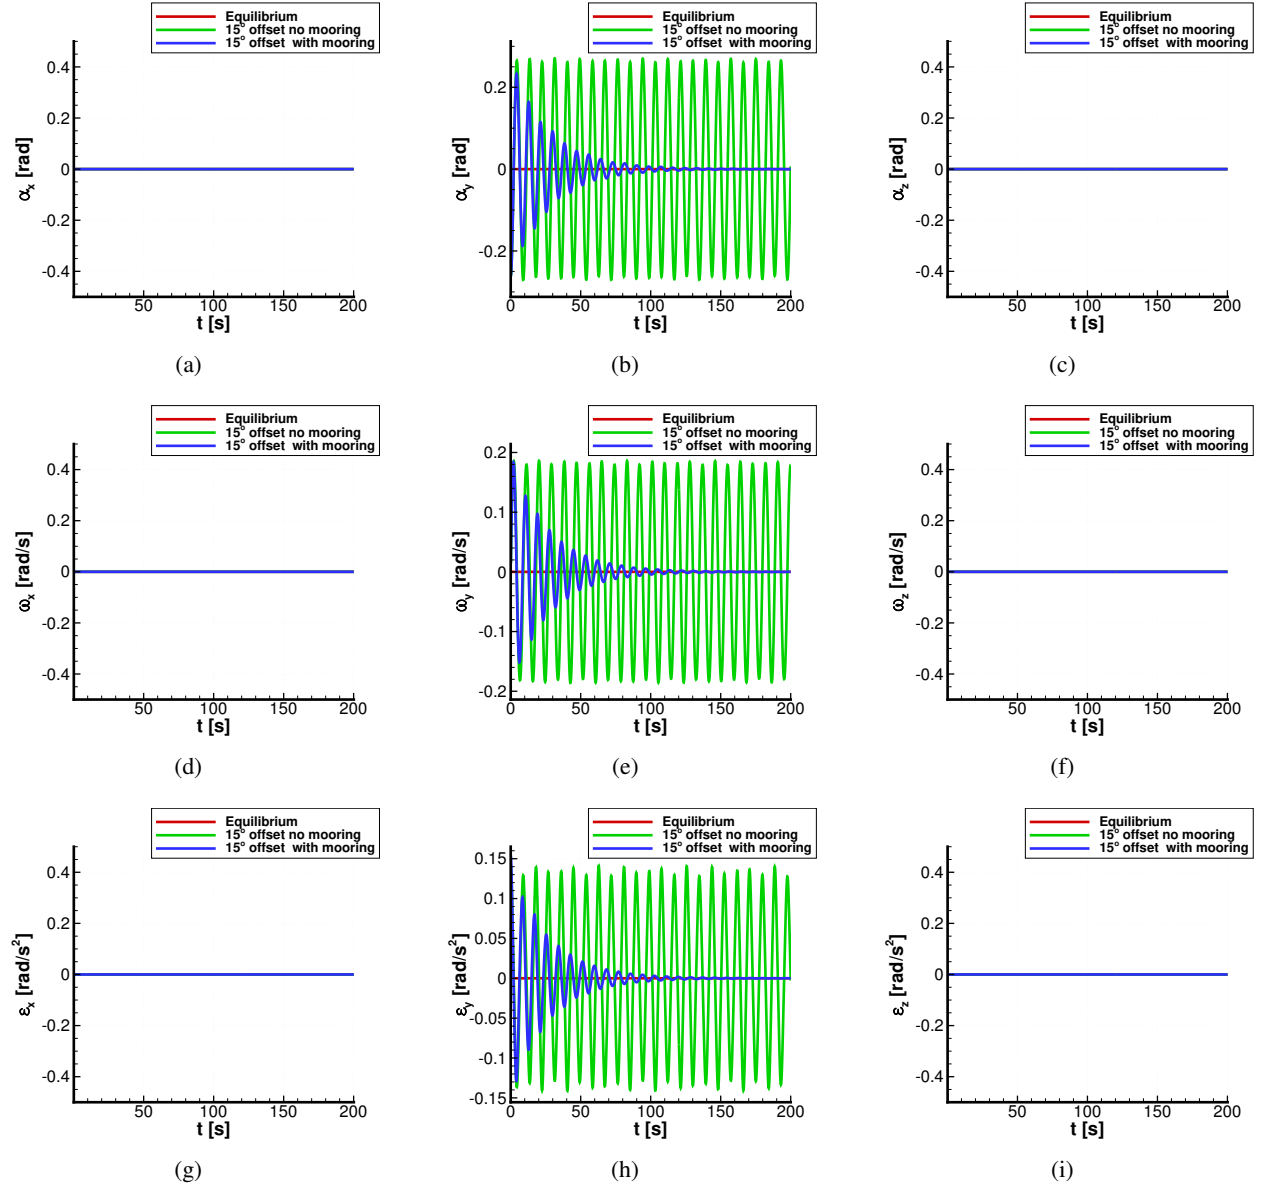 Equilibrium
15° offset no mooring
15° offset with mooring
0.4
0.2
0
-0.2
-0.4
αx [rad]
50
100
150
200
t [s]
(a)
Equilibrium
15° offset no mooring
15° offset with mooring
0.2
0
-0.2
αy [rad]
0
50
100
150
200
t [s]
(b)
Equilibrium
15° offset no mooring
15° offset with mooring
0.4
0.2
0
-0.2
-0.4
αz [rad]
50
100
150
200
t [s]
(c)
Equilibrium
15° offset no mooring
15° offset with mooring
0.4
0.2
0
-0.2
-0.4
ωx [rad/s]
50
100
150
200
t [s]
(d)
Equilibrium
15° offset no mooring
15° offset with mooring
0.2
0.1
0
-0.1
-0.2
ωy [rad/s]
0
50
100
150
200
t [s]
(e)
Equilibrium
15° offset no mooring
15° offset with mooring
0.4
0.2
0
-0.2
-0.4
ωz [rad/s]
50
100
150
200
t [s]
(f)
Equilibrium
15° offset no mooring
15° offset with mooring
0.4
0.2
0
-0.2
-0.4
εx [rad/s²]
50
100
150
200
t [s]
(g)
Equilibrium
15° offset no mooring
15° offset with mooring
0.15
0.1
0.05
0
-0.05
-0.1
-0.15
εy [rad/s²]
0
50
100
150
200
t [s]
(h)
Equilibrium
15° offset no mooring
15° offset with mooring
0.4
0.2
0
-0.2
-0.4
εz [rad/s²]
50
100
150
200
t [s]
(i)